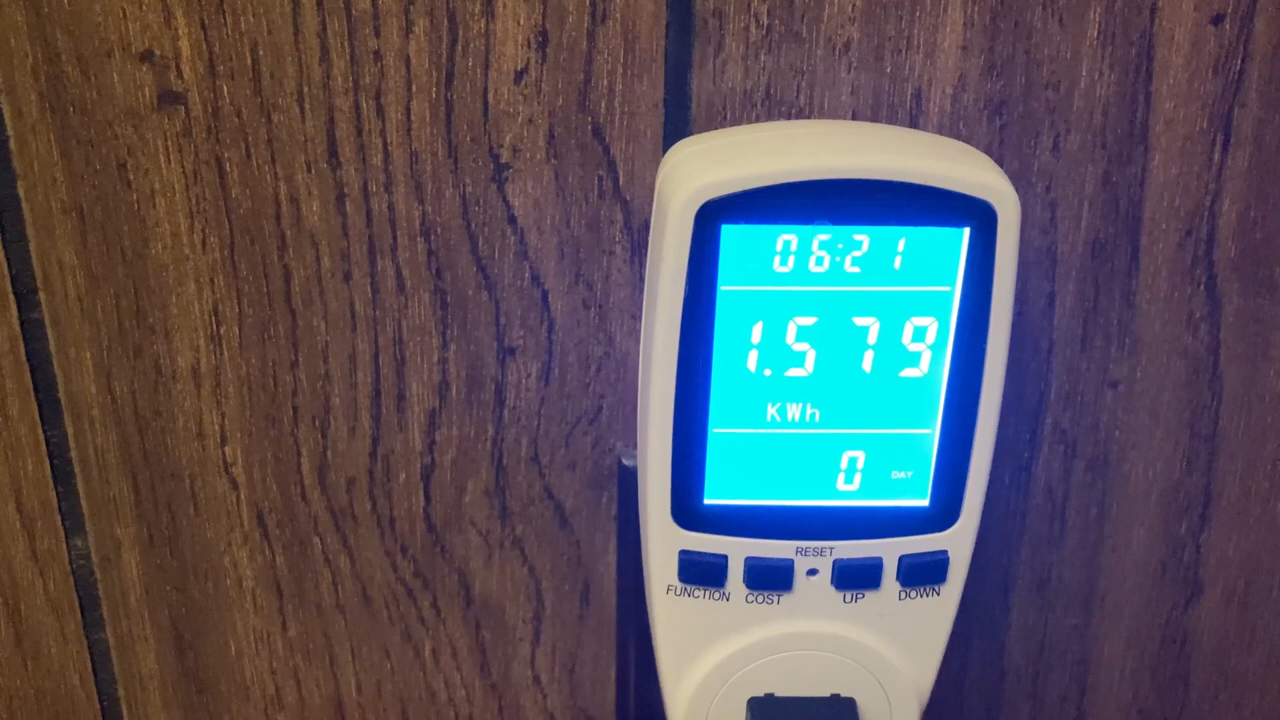 06:21
1.579
KWh
0 DAY
RESET
FUNCTION COST UP DOWN